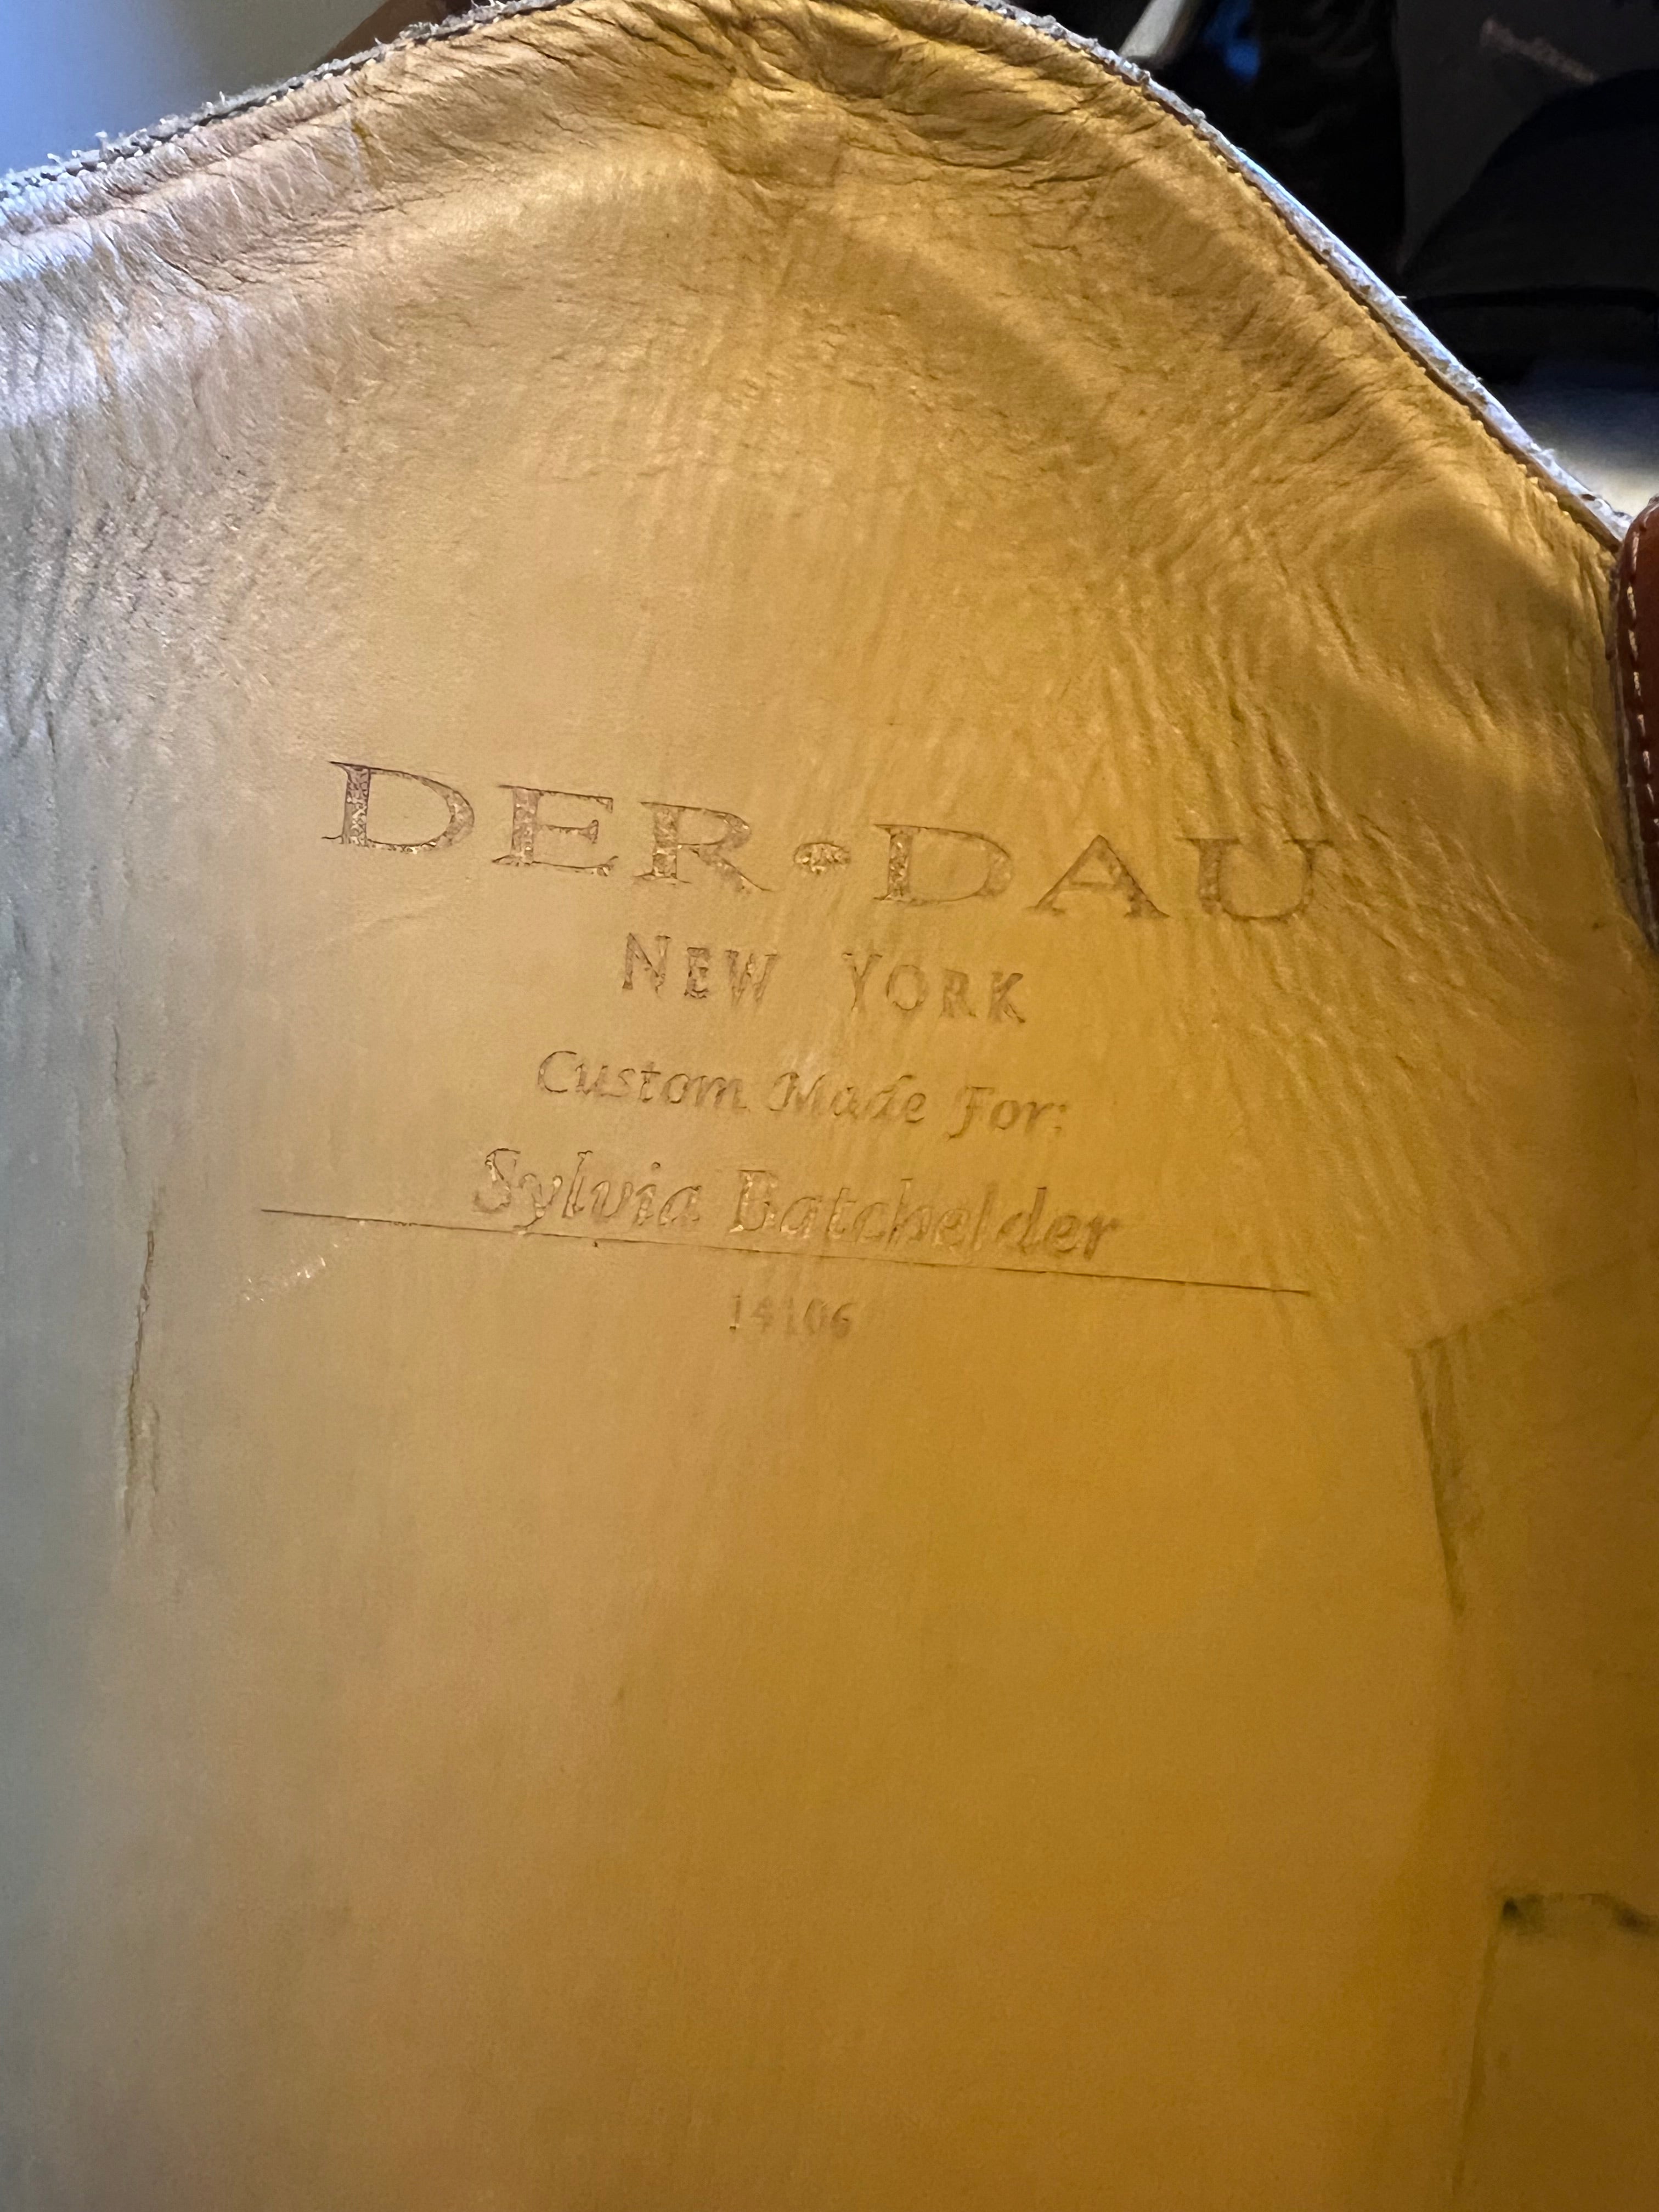 DER•DAU
NEW YORK
Custom Made For:
Sylvia Batchelder
14106